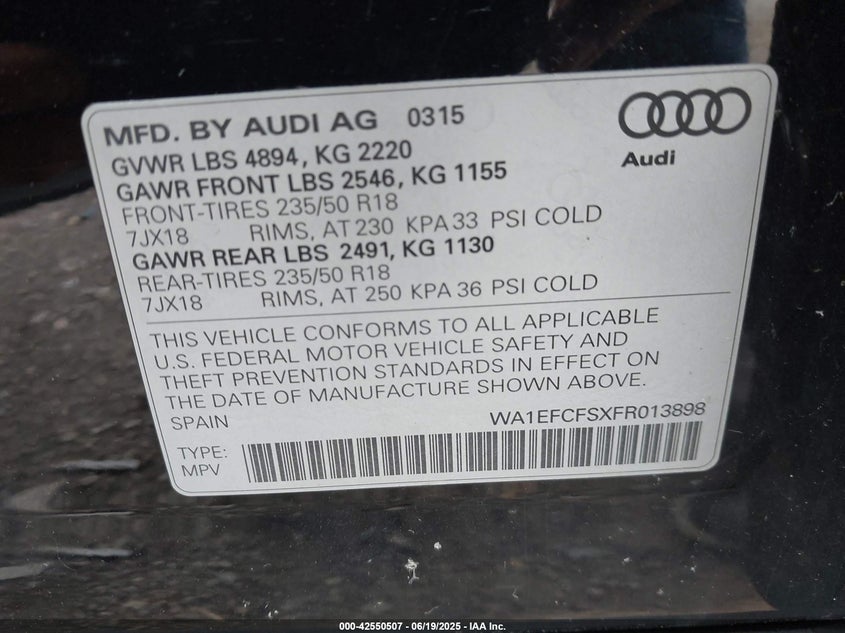 MFD. BY AUDI AG 0315
Audi
GVWR LBS 4894, KG 2220
GAWR FRONT LBS 2546, KG 1155
FRONT-TIRES 235/50 R18
7JX18 RIMS, AT 230 KPA 33 PSI COLD
GAWR REAR LBS 2491, KG 1130
REAR-TIRES 235/50 R18
7JX18 RIMS, AT 250 KPA 36 PSI COLD
THIS VEHICLE CONFORMS TO ALL APPLICABLE
U.S. FEDERAL MOTOR VEHICLE SAFETY AND
THEFT PREVENTION STANDARDS IN EFFECT ON
THE DATE OF MANUFACTURE SHOWN ABOVE.
SPAIN WA1EFCFSXFR013898
TYPE:
MPV
000-42550507 - 06/19/2025 - IAA Inc.